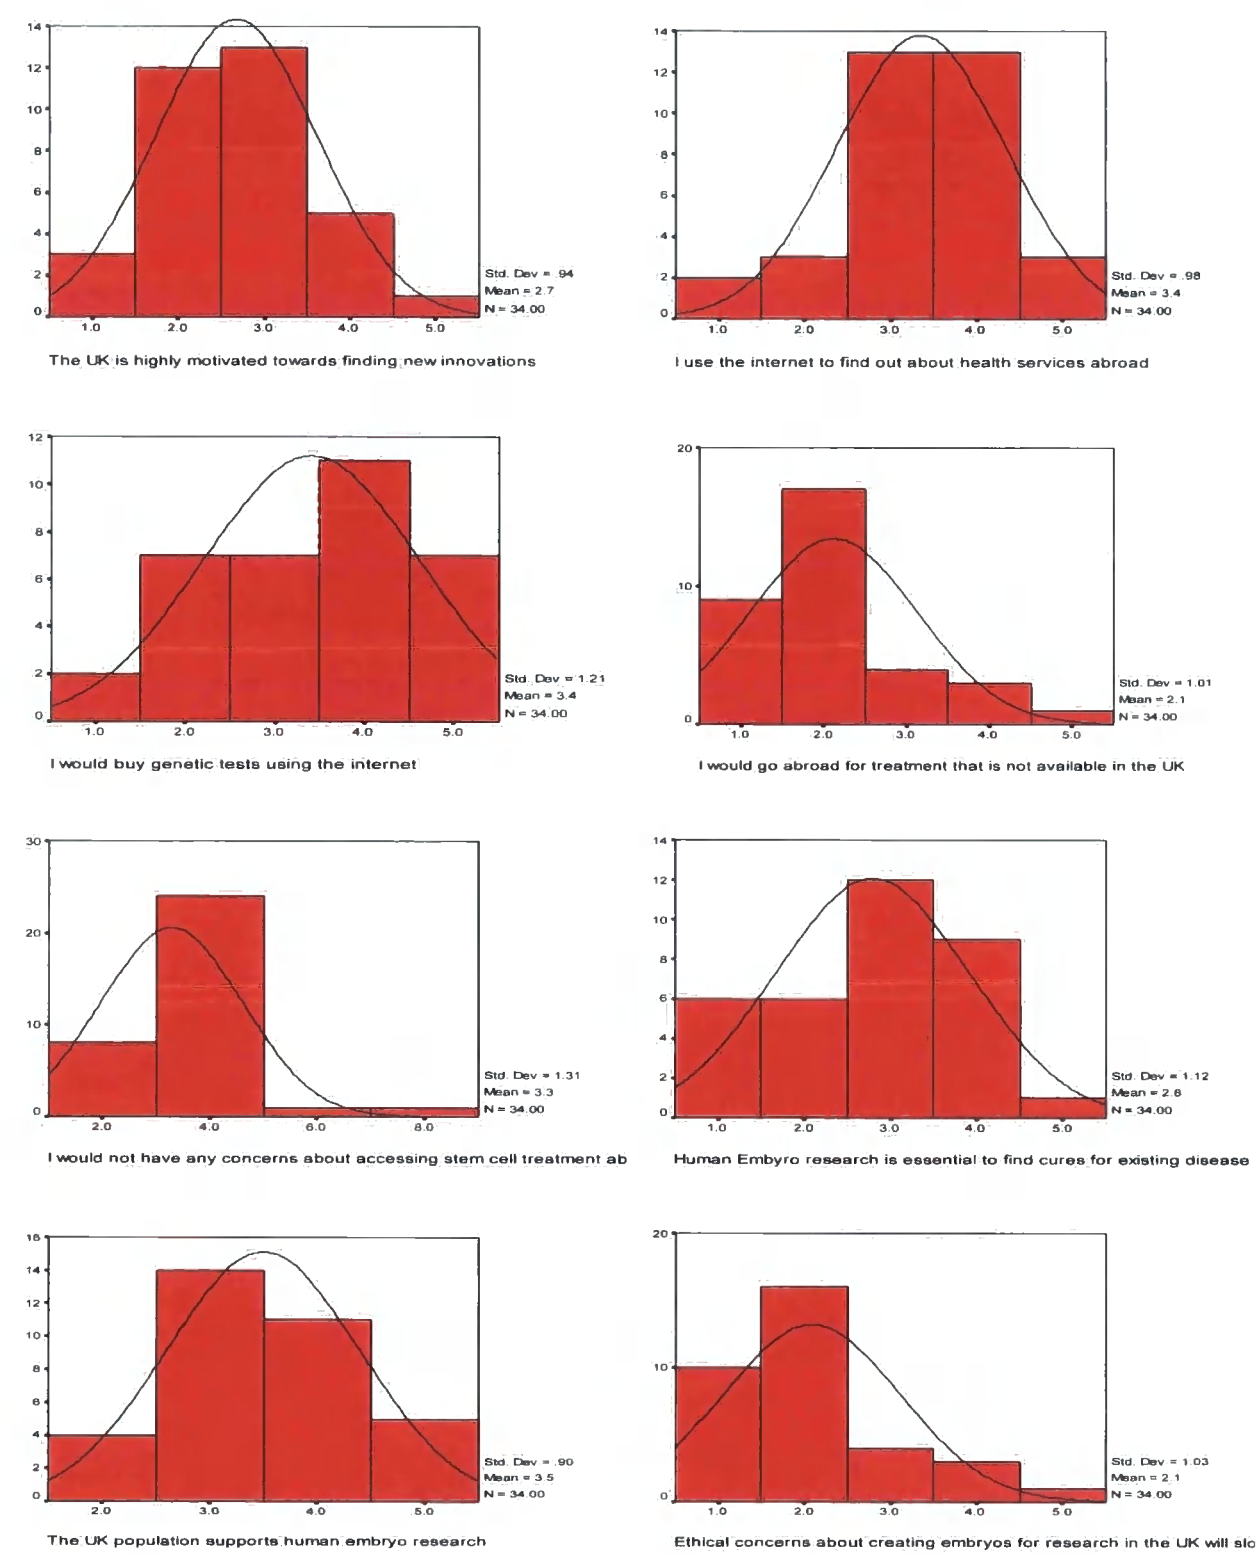 14
12
10
8
6
4
2
0
1.0 2.0 3.0 4.0 5.0
Std. Dev = .94
Mean = 2.7
N = 34.00
The UK is highly motivated towards finding new innovations
14
12
10
8
6
4
2
0
1.0 2.0 3.0 4.0 5.0
Std. Dev = .98
Mean = 3.4
N = 34.00
I use the internet to find out about health services abroad
12
10
8
6
4
2
0
1.0 2.0 3.0 4.0 5.0
Std. Dev = 1.21
Mean = 3.4
N = 34.00
I would buy genetic tests using the internet
20
10
0
1.0 2.0 3.0 4.0 5.0
Std. Dev = 1.01
Mean = 2.1
N = 34.00
I would go abroad for treatment that is not available in the UK
30
20
10
0
2.0 4.0 6.0 8.0
Std. Dev = 1.31
Mean = 3.3
N = 34.00
I would not have any concerns about accessing stem cell treatment ab
14
12
10
8
6
4
2
0
1.0 2.0 3.0 4.0 5.0
Std. Dev = 1.12
Mean = 2.8
N = 34.00
Human Embyro research is essential to find cures for existing disease
16
14
12
10
8
6
4
2
0
2.0 3.0 4.0 5.0
Std. Dev = .90
Mean = 3.5
N = 34.00
The UK population supports human embryo research
20
10
0
1.0 2.0 3.0 4.0 5.0
Std. Dev = 1.03
Mean = 2.1
N = 34.00
Ethical concerns about creating embryos for research in the UK will slo